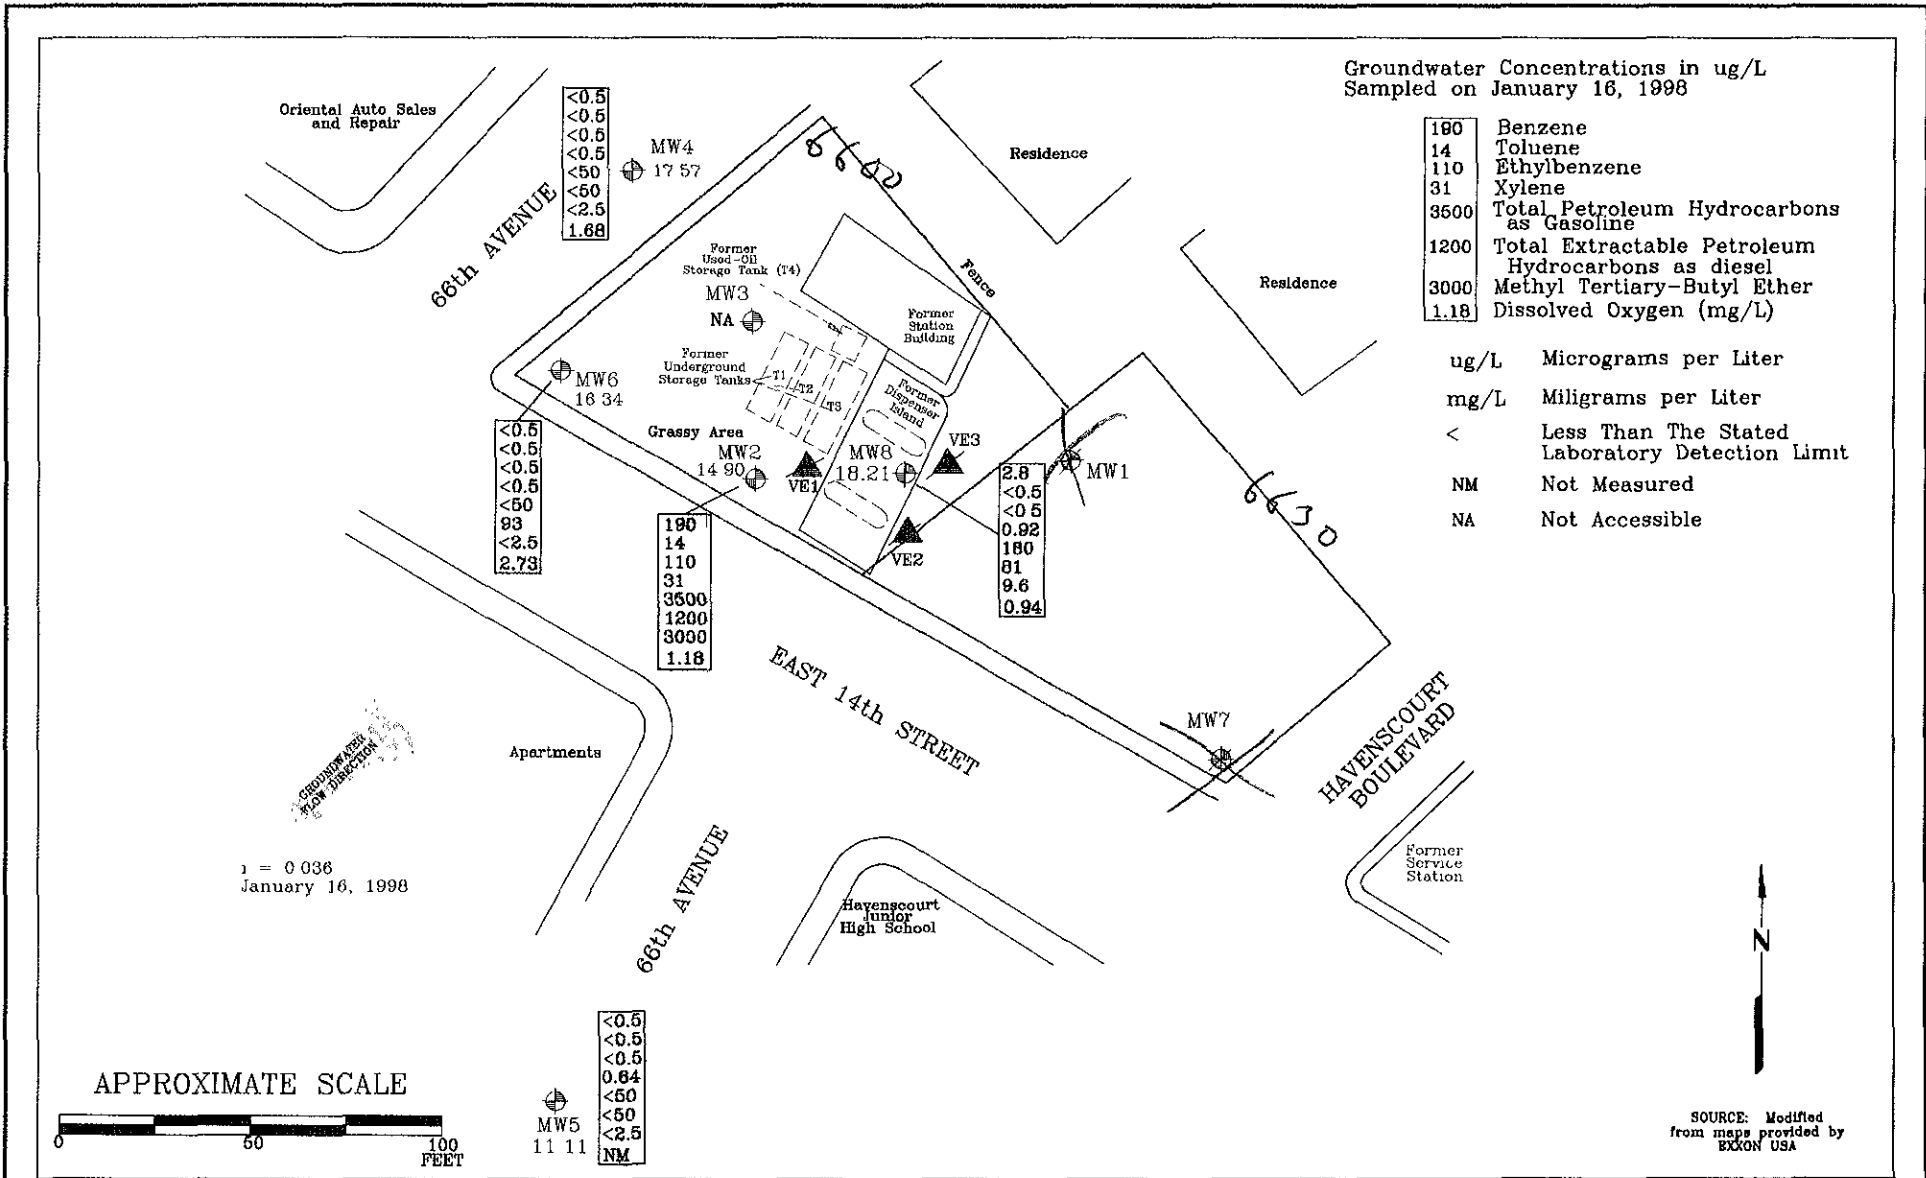 Groundwater Concentrations in ug/L
Sampled on January 16, 1998
190 Benzene
14 Toluene
110 Ethylbenzene
31 Xylene
3500 Total Petroleum Hydrocarbons
as Gasoline
1200 Total Extractable Petroleum
Hydrocarbons as diesel
3000 Methyl Tertiary-Butyl Ether
1.18 Dissolved Oxygen (mg/L)
ug/L Micrograms per Liter
mg/L Miligrams per Liter
< Less Than The Stated
Laboratory Detection Limit
NM Not Measured
NA Not Accessible
Oriental Auto Sales
and Repair
<0.5
<0.5
<0.5
<0.5
<50
<50
<2.5
1.68
MW4
17 57
66th AVENUE
6600
Residence
Residence
Fence
Former
Used-Oil
Storage Tank (T4)
MW3
NA
Former
Station
Building
Former
Underground
Storage Tanks
T1
T2
T3
Former
Dispenser
Island
MW6
16 34
<0.5
<0.5
<0.5
<0.5
<50
93
<2.5
2.73
Grassy Area
MW2
14 90
VE1
MW8
18.21
VE3
VE2
MW1
190
14
110
31
3500
1200
3000
1.18
2.8
<0.5
<0 5
0.92
180
81
9.6
0.94
6630
EAST 14th STREET
MW7
HAVENSCOURT
BOULEVARD
Apartments
GROUNDWATER
FLOW DIRECTION
= 0 036
January 16, 1998
66th AVENUE
Havenscourt
Junior
High School
Former
Service
Station
N
<0.5
<0.5
<0.5
0.64
<50
<50
<2.5
NM
MW5
11 11
APPROXIMATE SCALE
0 50 100
FEET
SOURCE: Modified
from maps provided by
EXXON USA